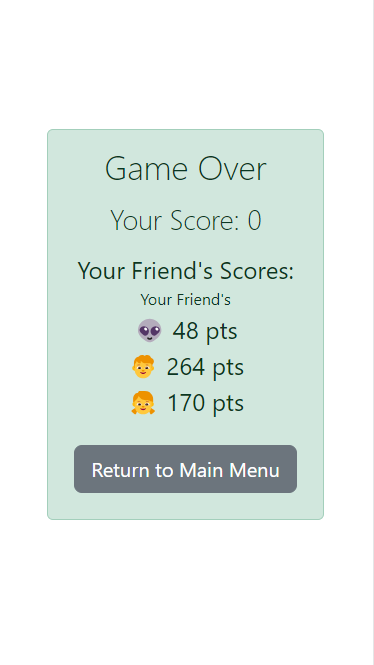 Game Over
Your Score: 0
Your Friend's Scores:
Your Friend's
👽 48 pts
👦 264 pts
👧 170 pts
Return to Main Menu